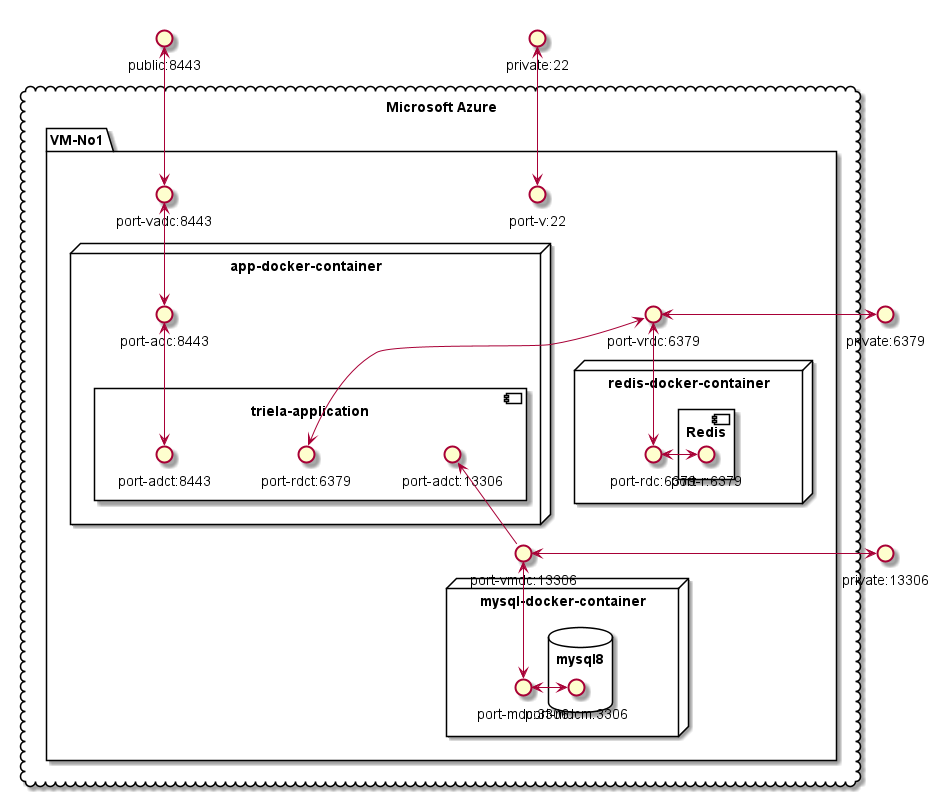 public:8443
private:22
Microsoft Azure
VM-No1
port-vadc:8443
port-v:22
app-docker-container
port-acc:8443
port-vrdc:6379
private:6379
redis-docker-container
triela-application
Redis
port-adct:8443
port-rdct:6379
port-adct:13306
port-rdc:6379
port-r:6379
port-vmdc:13306
private:13306
mysql-docker-container
mysql8
port-mdc:3306
port-mdcm:3306